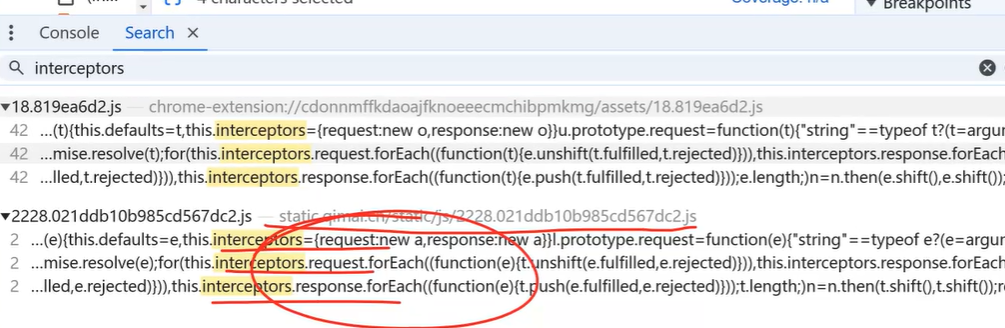 4 characters selected
Coverage: n/a
Breakpoints
Console Search
interceptors
18.819ea6d2.js — chrome-extension://cdonnmffkdaoajfknoeeecmchibpmkmg/assets/18.819ea6d2.js
42 ...(t){this.defaults=t,this.interceptors={request:new o,response:new o}}u.prototype.request=function(t){"string"==typeof t?(t=argur
42 ...mise.resolve(t);for(this.interceptors.request.forEach((function(t){e.unshift(t.fulfilled,t.rejected)})),this.interceptors.response.forEach
42 ...lled,t.rejected)})),this.interceptors.response.forEach((function(t){e.push(t.fulfilled,t.rejected)}));e.length;)n=n.then(e.shift(),e.shift());
2228.021ddb10b985cd567dc2.js — static.qimai.cn/static/js/2228.021ddb10b985cd567dc2.js
2 ...(e){this.defaults=e,this.interceptors={request:new a,response:new a}}l.prototype.request=function(e){"string"==typeof e?(e=argum
2 ...mise.resolve(e);for(this.interceptors.request.forEach((function(e){t.unshift(e.fulfilled,e.rejected)})),this.interceptors.response.forEach
2 ...lled,e.rejected)})),this.interceptors.response.forEach((function(e){t.push(e.fulfilled,e.rejected)}));t.length;)n=n.then(t.shift(),t.shift());re